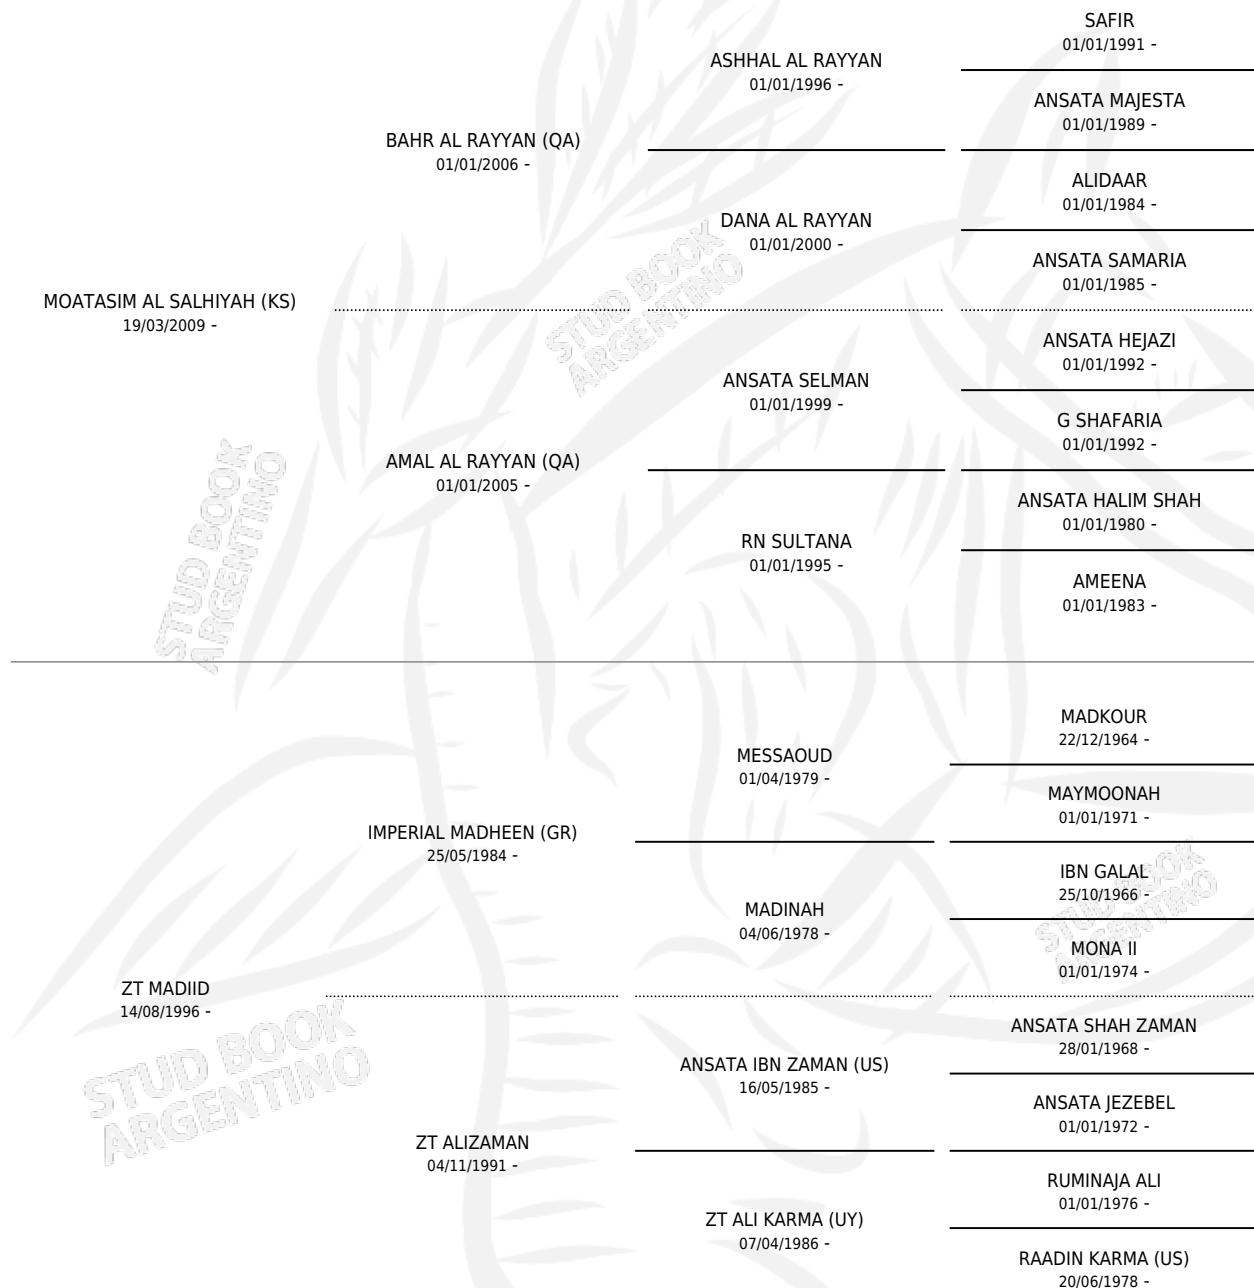 SAFIR
01/01/1991 -
ASHHAL AL RAYYAN
01/01/1996 -
ANSATA MAJESTA
01/01/1989 -
BAHR AL RAYYAN (QA)
01/01/2006 -
ALIDAAR
01/01/1984 -
DANA AL RAYYAN
01/01/2000 -
ANSATA SAMARIA
01/01/1985 -
MOATASIM AL SALHIYAH (KS)
19/03/2009 -
STUD BOOK
ARGENTINO
ANSATA HEJAZI
01/01/1992 -
ANSATA SELMAN
01/01/1999 -
G SHAFARIA
01/01/1992 -
AMAL AL RAYYAN (QA)
01/01/2005 -
ANSATA HALIM SHAH
01/01/1980 -
RN SULTANA
01/01/1995 -
AMEENA
01/01/1983 -
STUD BOOK
ARGENTINO
MADKOUR
22/12/1964 -
MESSAOUD
01/04/1979 -
MAYMOONAH
01/01/1971 -
IMPERIAL MADHEEN (GR)
25/05/1984 -
IBN GALAL
25/10/1966 -
MADINAH
04/06/1978 -
STUD BOOK
ARGENTINO
MONA II
01/01/1974 -
ZT MADIID
14/08/1996 -
ANSATA SHAH ZAMAN
28/01/1968 -
ANSATA IBN ZAMAN (US)
16/05/1985 -
STUD BOOK
ARGENTINO
ANSATA JEZEBEL
01/01/1972 -
ZT ALIZAMAN
04/11/1991 -
RUMINAJA ALI
01/01/1976 -
ZT ALI KARMA (UY)
07/04/1986 -
RAADIN KARMA (US)
20/06/1978 -